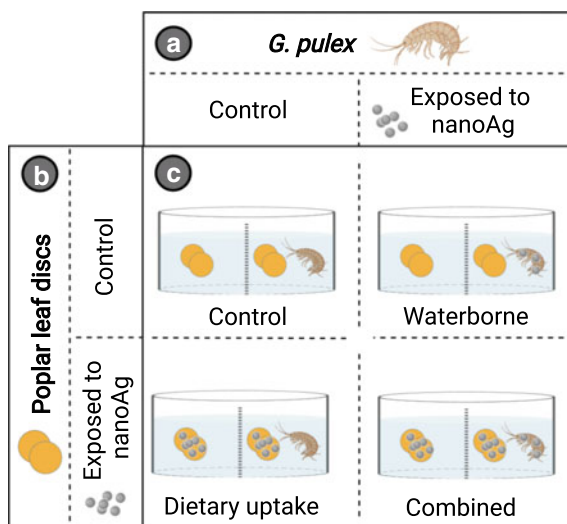 a
G. pulex
Control
Exposed to
nanoAg
b
c
Poplar leaf discs
Control
Exposed to
nanoAg
Control
Waterborne
Dietary uptake
Combined